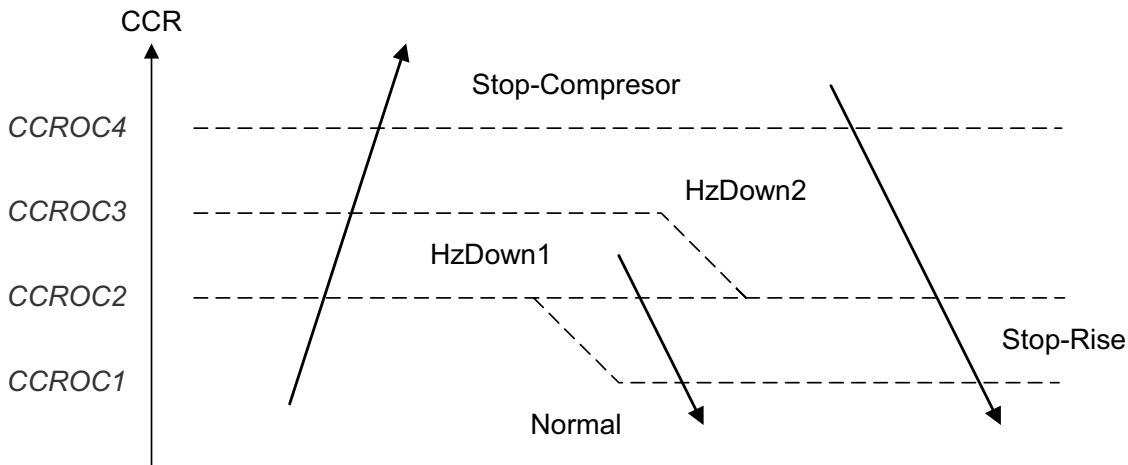 CCR
Stop-Compresor
CCROC4
HzDown2
CCROC3
HzDown1
CCROC2
Stop-Rise
CCROC1
Normal